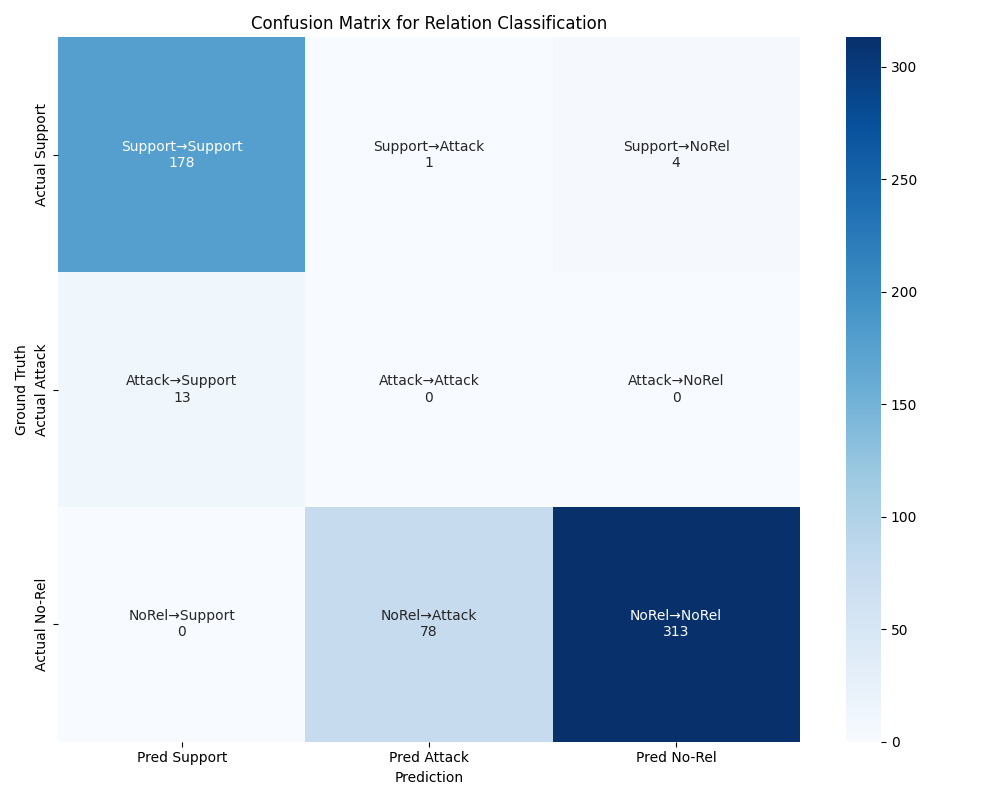 Confusion Matrix for Relation Classification
Support→Support
178
Support→Attack
1
Support→NoRel
4
Attack→Support
13
Attack→Attack
0
Attack→NoRel
0
NoRel→Support
0
NoRel→Attack
78
NoRel→NoRel
313
Ground Truth
Actual Support
Actual Attack
Actual No-Rel
Pred Support
Pred Attack
Pred No-Rel
Prediction
300
250
200
150
100
50
0